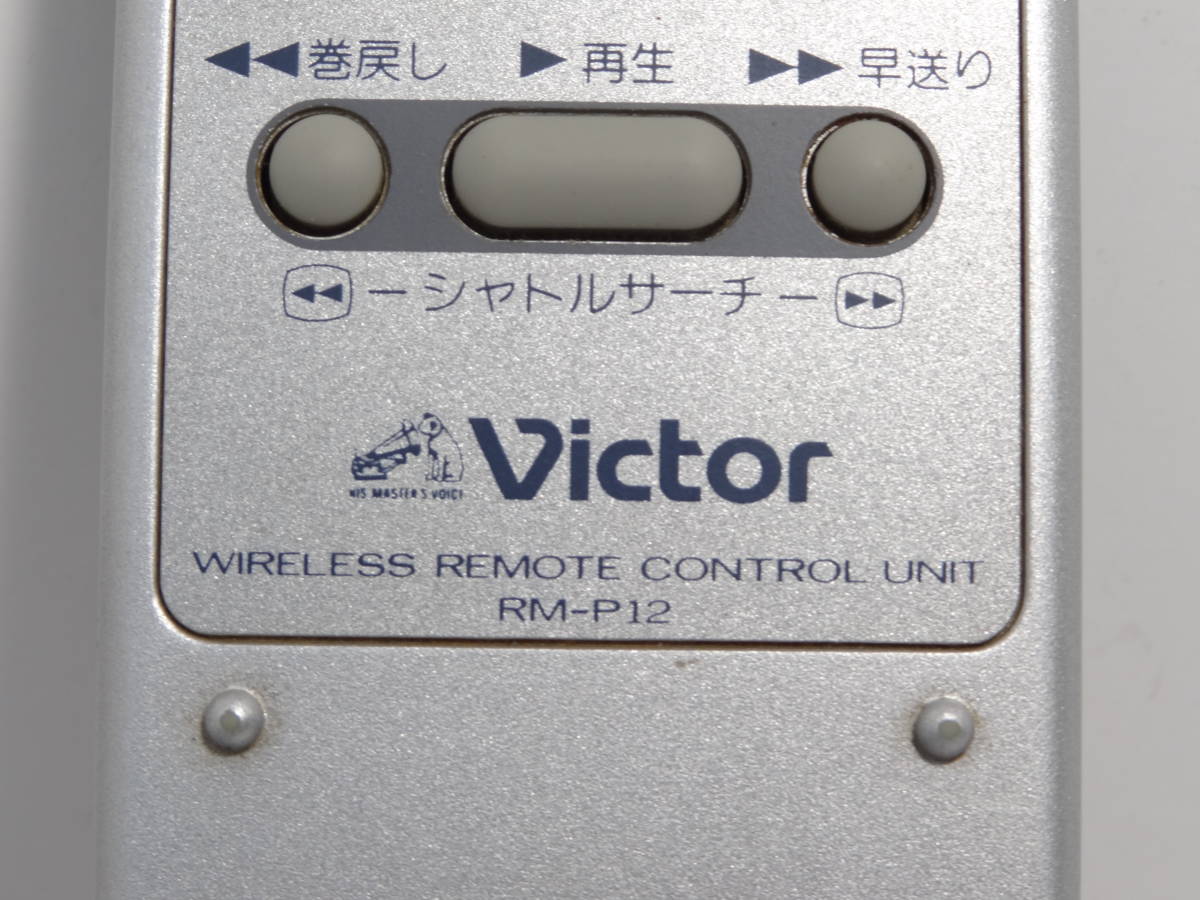 ◀◀巻戻し ▶ 再生 ▶▶ 早送り
◀◀ ーシャトルサーチー ▶▶
HIS MASTER'S VOICE
Victor
WIRELESS REMOTE CONTROL UNIT
RM-P12